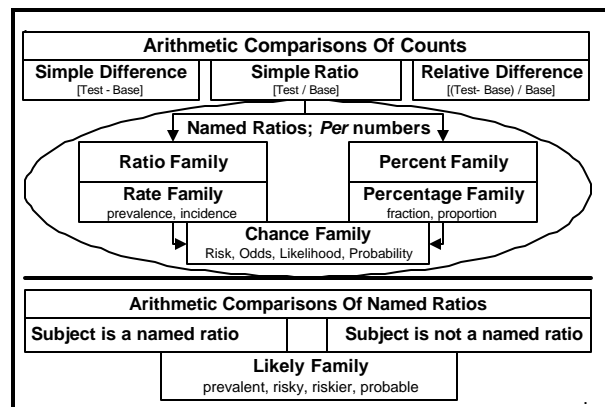 Arithmetic Comparisons Of Counts
Simple Difference Simple Ratio Relative Difference
[Test - Base] [Test / Base] [(Test- Base) / Base]
Named Ratios; Per numbers
Ratio Family Percent Family
Rate Family Percentage Family
prevalence, incidence fraction, proportion
Chance Family
Risk, Odds, Likelihood, Probability
Arithmetic Comparisons Of Named Ratios
Subject is a named ratio Subject is not a named ratio
Likely Family
prevalent, risky, riskier, probable
.